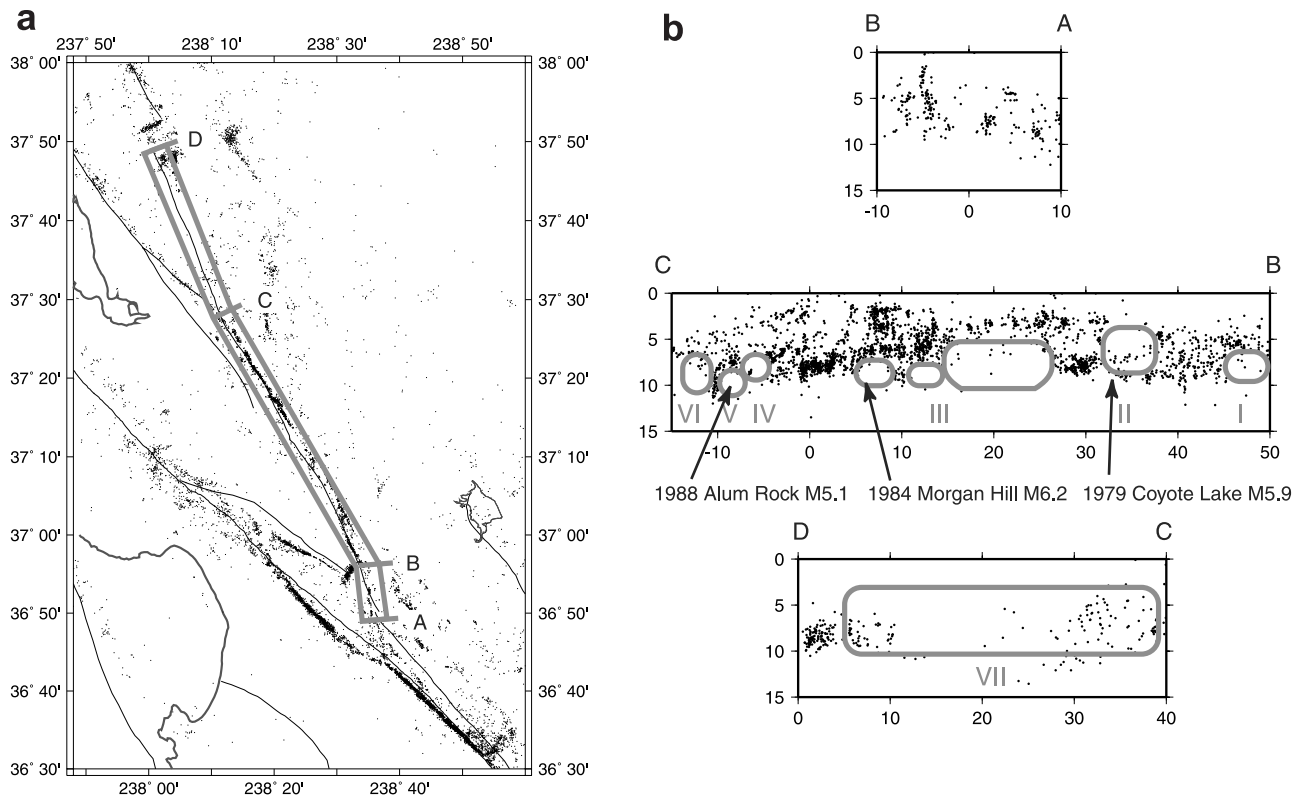 a
237˚ 50' 238˚ 10' 238˚ 30' 238˚ 50'
38˚ 00' 38˚ 00'
37˚ 50' D 37˚ 50'
37˚ 40' 37˚ 40'
37˚ 30' C 37˚ 30'
37˚ 20' 37˚ 20'
37˚ 10' 37˚ 10'
37˚ 00' 37˚ 00'
B
36˚ 50' A 36˚ 50'
36˚ 40' 36˚ 40'
36˚ 30' 36˚ 30'
238˚ 00' 238˚ 20' 238˚ 40'
b
B A
0
5
10
15
-10 0 10
C B
0
5
10
15
VI V IV III II I
-10 0 10 20 30 40 50
1988 Alum Rock M5.1 1984 Morgan Hill M6.2 1979 Coyote Lake M5.9
D C
0
5
10
15
VII
0 10 20 30 40